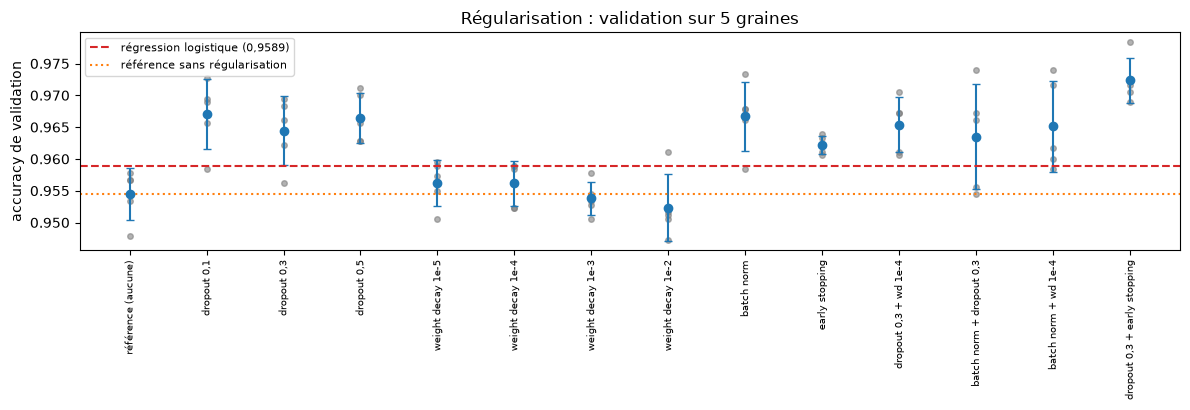 Régularisation : validation sur 5 graines
régression logistique (0,9589)
référence sans régularisation
accuracy de validation
0.975
0.970
0.965
0.960
0.955
0.950
référence (aucune)
dropout 0,1
dropout 0,3
dropout 0,5
weight decay 1e-5
weight decay 1e-4
weight decay 1e-3
weight decay 1e-2
batch norm
early stopping
dropout 0,3 + wd 1e-4
batch norm + dropout 0,3
batch norm + wd 1e-4
dropout 0,3 + early stopping